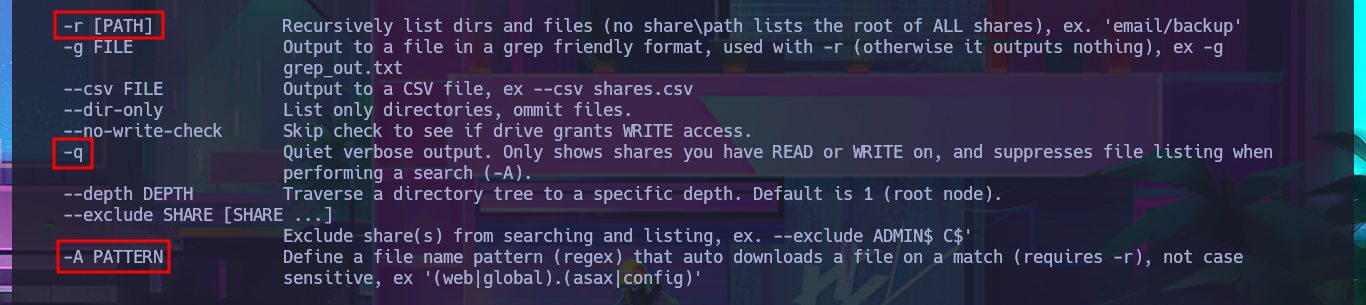 -r [PATH] Recursively list dirs and files (no share\path lists the root of ALL shares), ex. 'email/backup'
-g FILE Output to a file in a grep friendly format, used with -r (otherwise it outputs nothing), ex -g
grep_out.txt
--csv FILE Output to a CSV file, ex --csv shares.csv
--dir-only List only directories, ommit files.
--no-write-check Skip check to see if drive grants WRITE access.
-q Quiet verbose output. Only shows shares you have READ or WRITE on, and suppresses file listing when
performing a search (-A).
--depth DEPTH Traverse a directory tree to a specific depth. Default is 1 (root node).
--exclude SHARE [SHARE ...]
Exclude share(s) from searching and listing, ex. --exclude ADMIN$ C$'
-A PATTERN Define a file name pattern (regex) that auto downloads a file on a match (requires -r), not case
sensitive, ex '(web|global).(asax|config)'